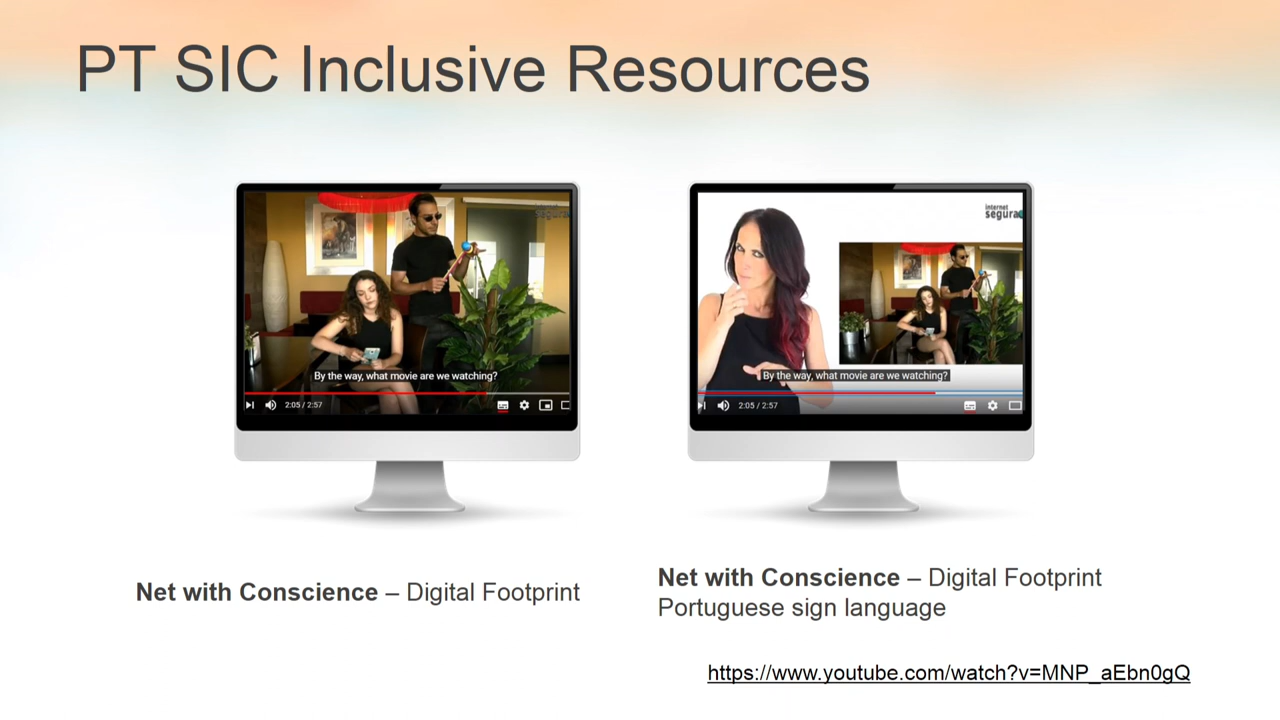 PT SIC Inclusive Resources
By the way, what movie are we watching?
2:05 / 2:57
internet
segura
By the way, what movie are we watching?
2:05 / 2:57
Net with Conscience – Digital Footprint
Net with Conscience – Digital Footprint
Portuguese sign language
https://www.youtube.com/watch?v=MNP_aEbn0gQ